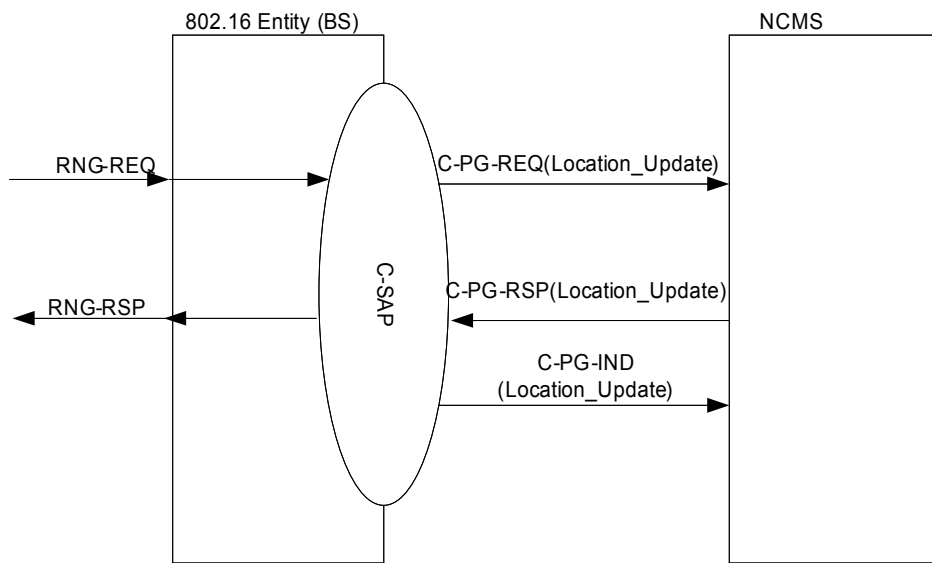 802.16 Entity (BS)
NCMS
RNG-REQ
C-PG-REQ(Location_Update)
C-SAP
C-PG-RSP(Location_Update)
RNG-RSP
C-PG-IND
(Location_Update)